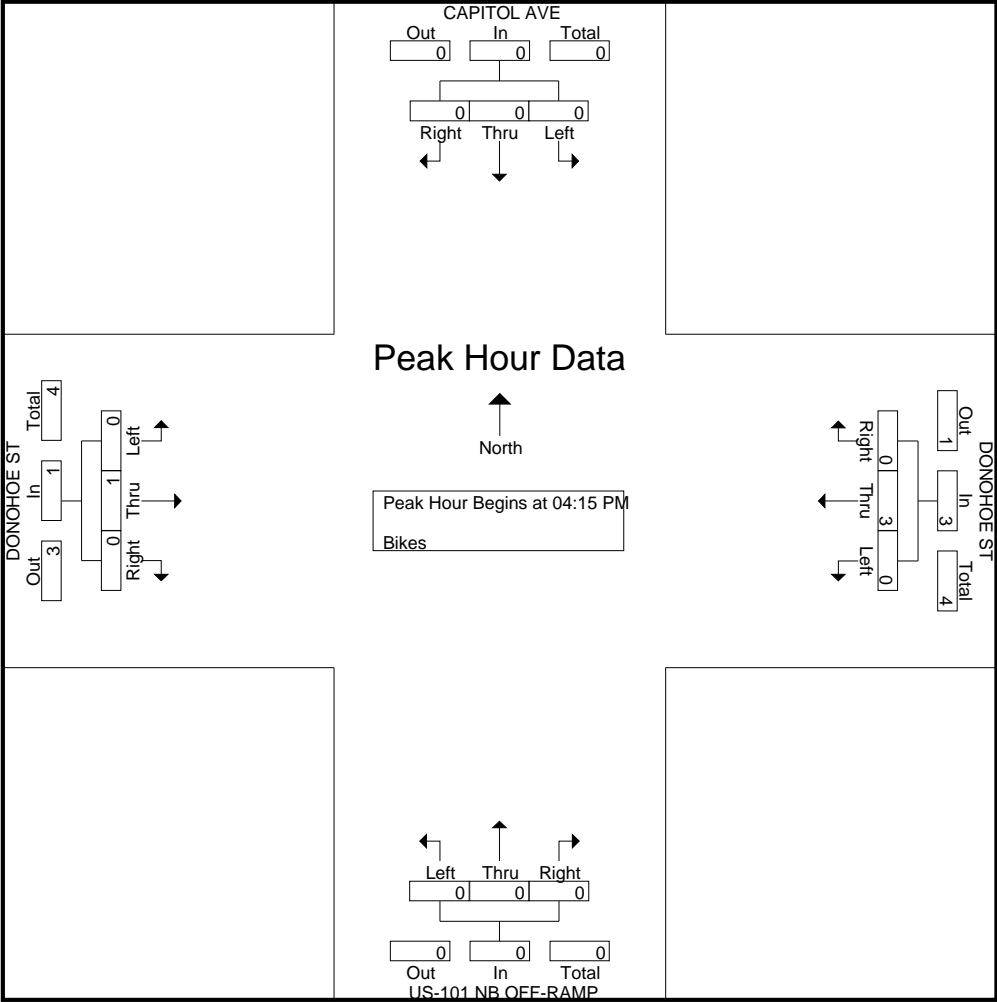 CAPITOL AVE
Out In Total
0 0 0
0 0 0
Right Thru Left
Peak Hour Data
North
Peak Hour Begins at 04:15 PM
Bikes
DONOHOE ST
Total In Out
4 1 3
0 1 0
Left Thru Right
DONOHOE ST
Out In Total
1 3 4
0 3 0
Right Thru Left
Left Thru Right
0 0 0
0 0 0
Out In Total
US-101 NB OFF-RAMP